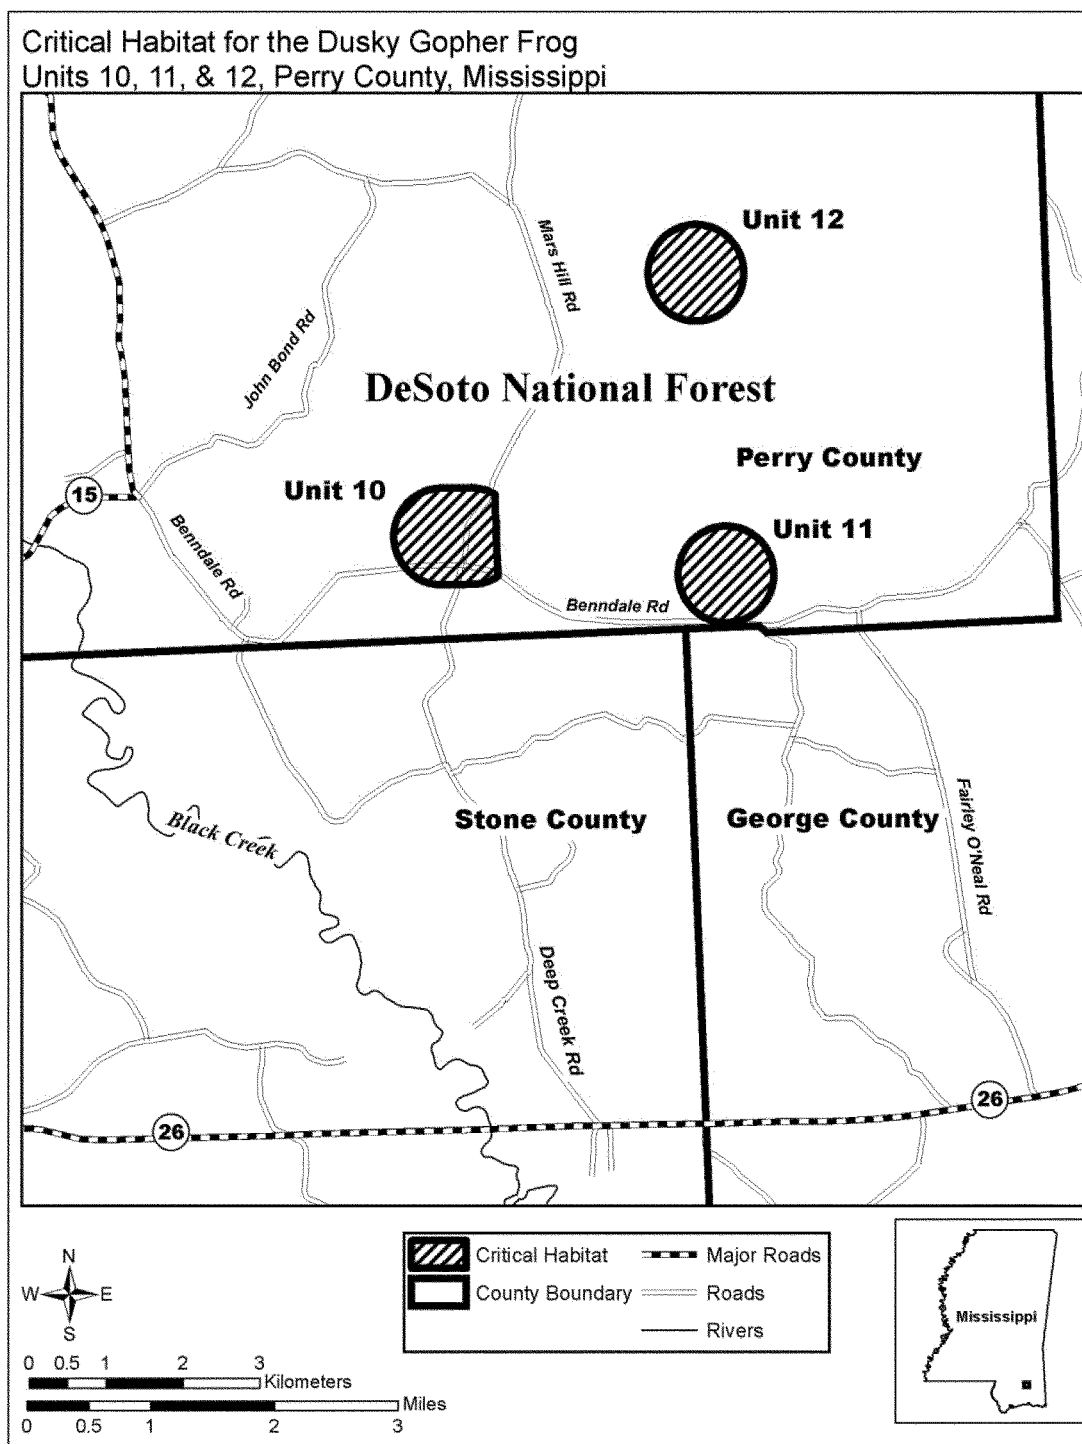 Critical Habitat for the Dusky Gopher Frog
Units 10, 11, & 12, Perry County, Mississippi
Unit 12
Mars Hill Rd
John Bond Rd
DeSoto National Forest
Perry County
Unit 10
15
Unit 11
Benndale Rd
Benndale Rd
Black Creek
Stone County
George County
Fairley O'Neal Rd
Deep Creek Rd
26
26
N
W E
S
Critical Habitat
County Boundary
Major Roads
Roads
Rivers
Mississippi
0 0.5 1 2 3
Kilometers
Miles
0 0.5 1 2 3